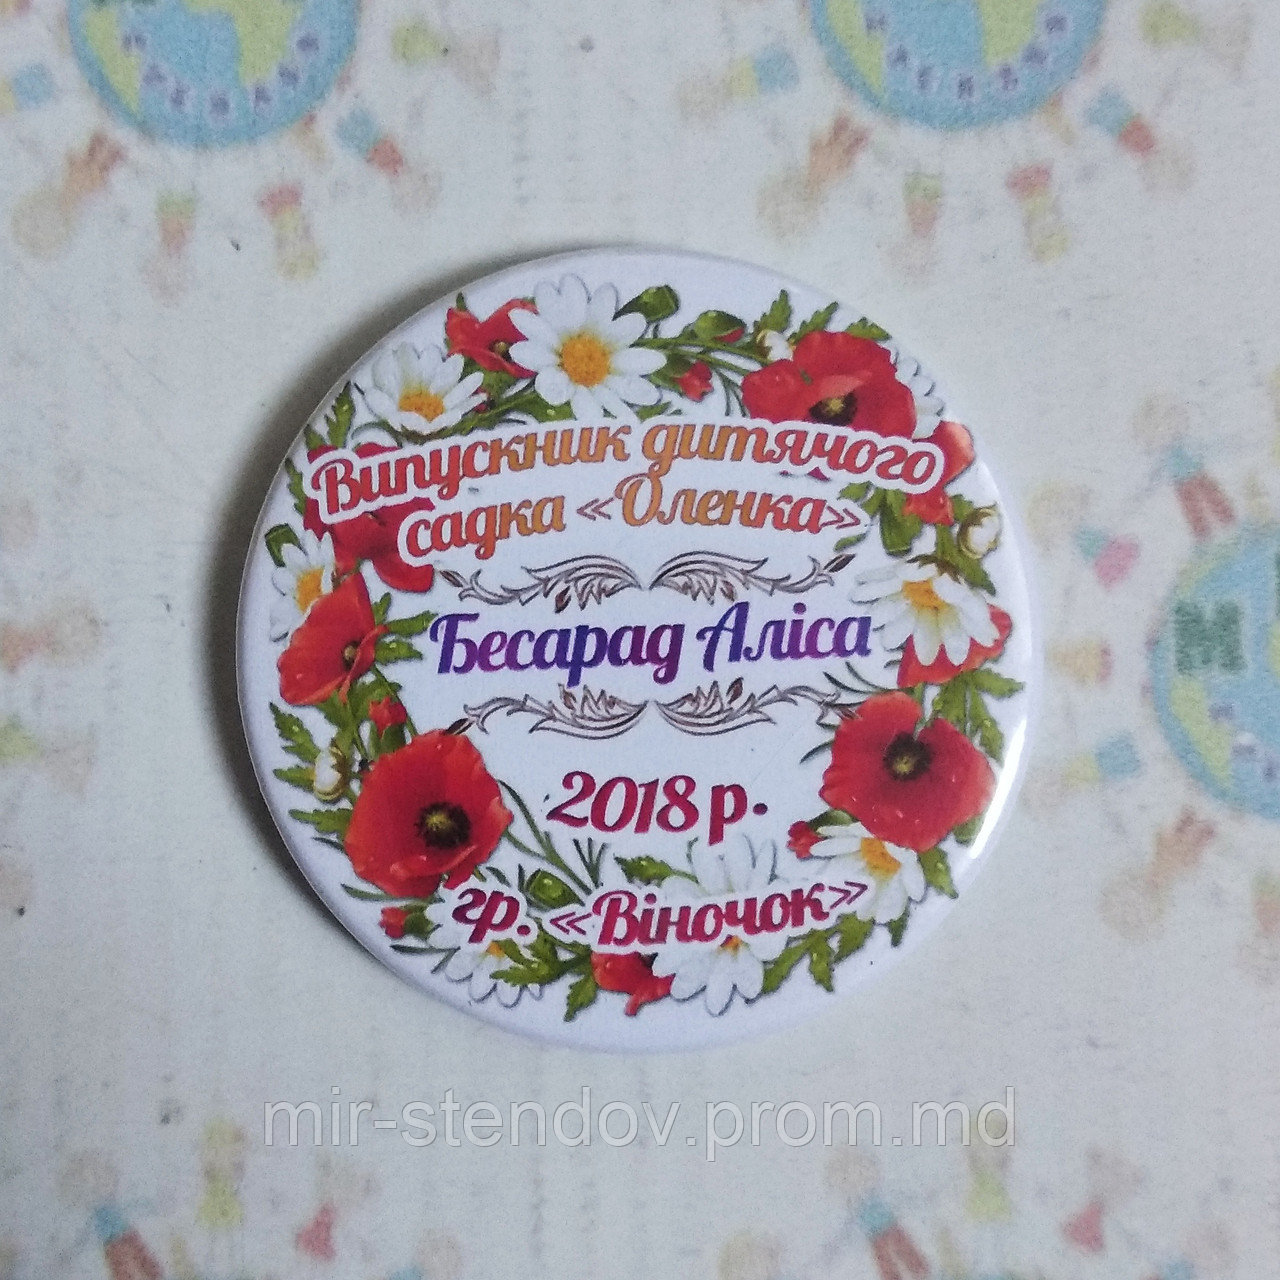 Випускник дитячого
садка «Оленка»
Бесарад Аліса
2018 р.
гр. «Віночок»
mir-stendov.prom.md